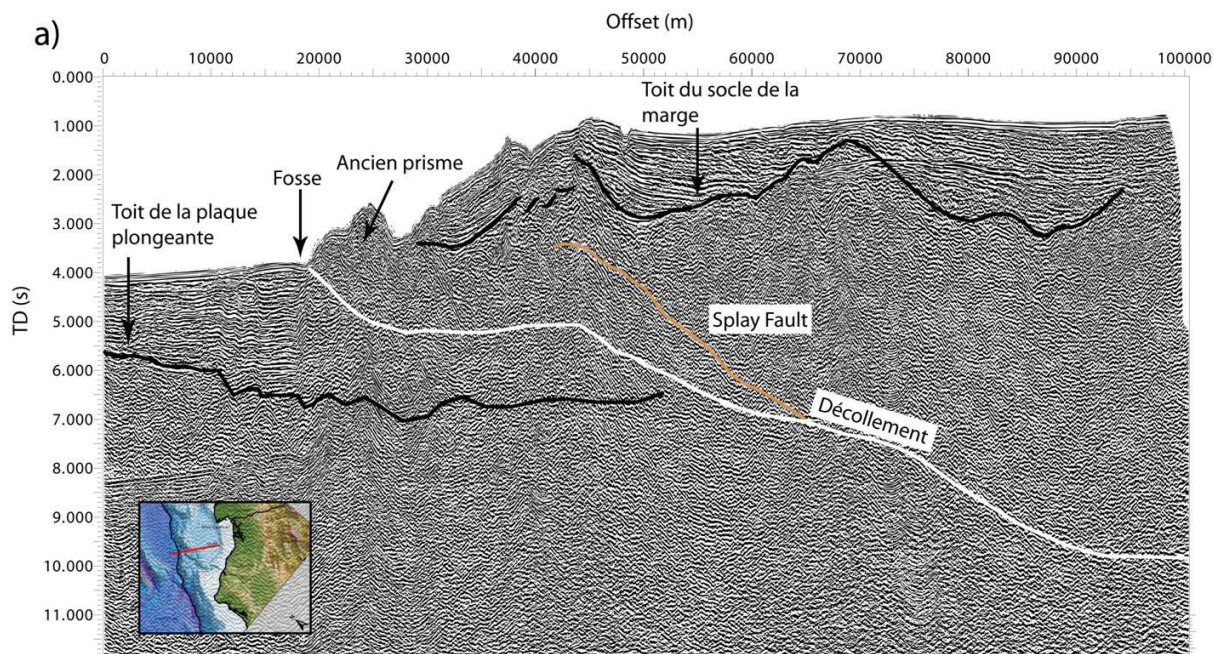 a)
Offset (m)
0 10000 20000 30000 40000 50000 60000 70000 80000 90000 100000
0.000
1.000
2.000
3.000
4.000
5.000
6.000
7.000
8.000
9.000
10.000
11.000
TD (s)
Toit du socle de la
marge
Ancien prisme
Fosse
Toit de la plaque
plongeante
Splay Fault
Décollement